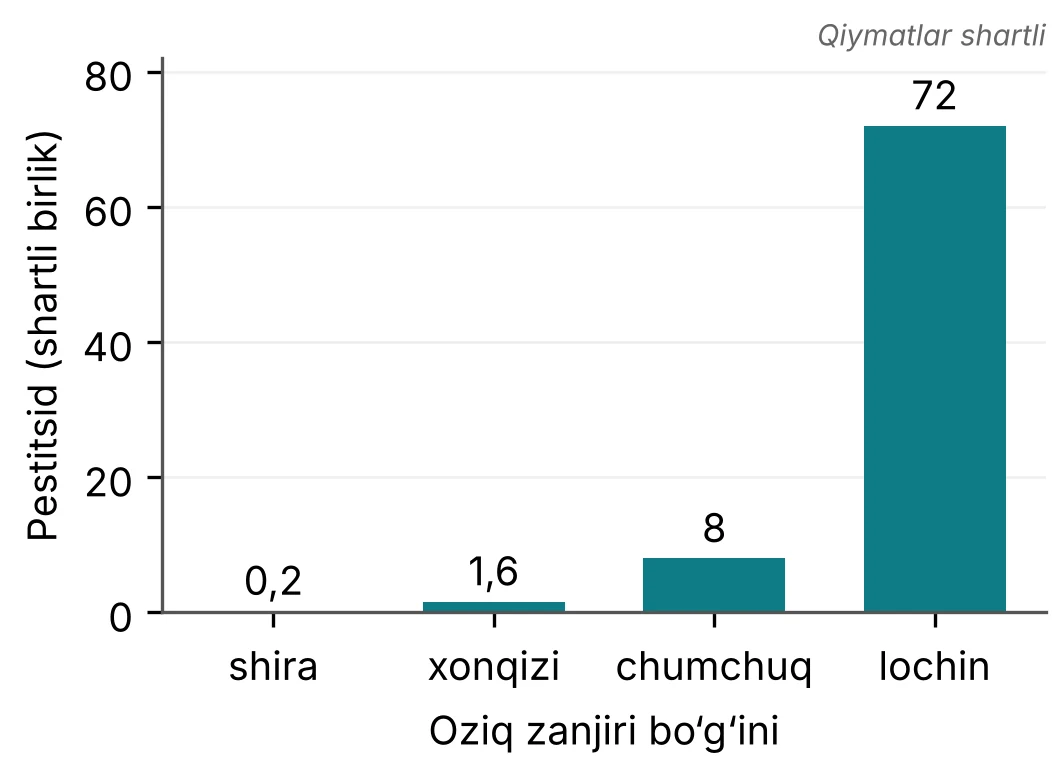 Qiymatlar shartli
Pestitsid (shartli birlik)
80
60
40
20
0
0,2
1,6
8
72
shira
xonqizi
chumchuq
lochin
Oziq zanjiri bo‘g‘ini